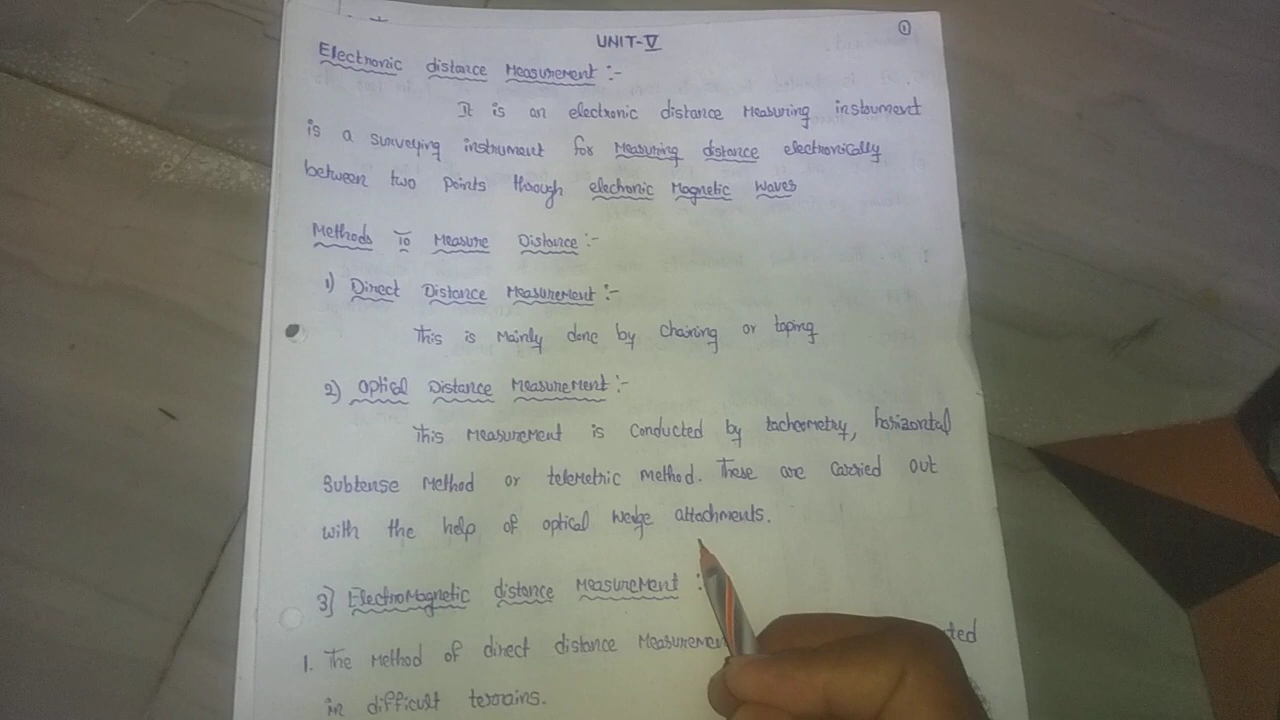 ①
UNIT-V
Electronic distance Measurement :-
It is an electronic distance Measuring instoument
is a surveying instrument for Measuring distance electronically
between two points through electronic Magnetic Waves
Methods To Measure Distance :-
1) Direct Distance Measurement :-
This is Mainly done by chaining or taping
2) Optical Distance Measurement :-
This Measurement is conducted by tacheometry, horizontal
Subtense Method or telemetric method. These are carried out
with the help of optical wedge attachments.
3] ElectroMagnetic distance Measurement :
1. The Method of direct distance Measuremen ted
in difficult terrains.